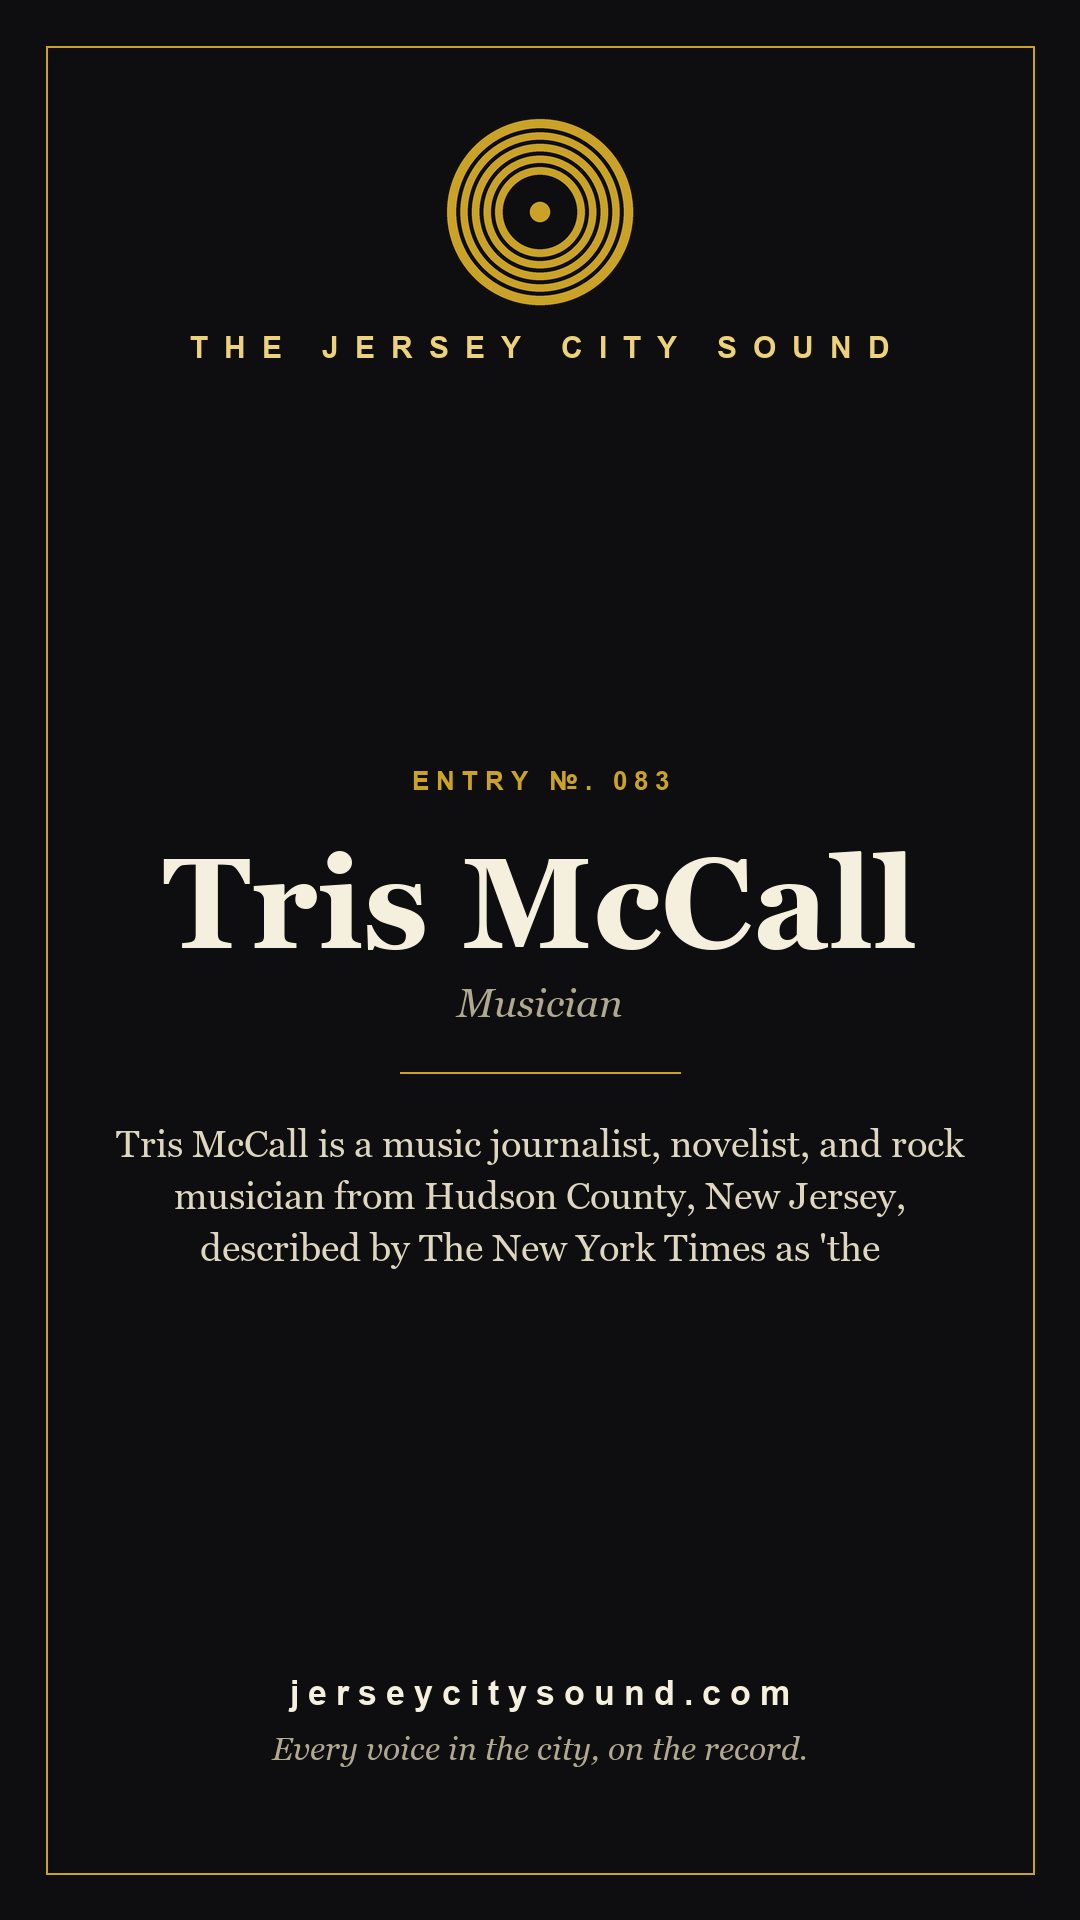 THE JERSEY CITY SOUND
ENTRY №. 083
Tris McCall
Musician
Tris McCall is a music journalist, novelist, and rock
musician from Hudson County, New Jersey,
described by The New York Times as 'the
jerseycitysound.com
Every voice in the city, on the record.